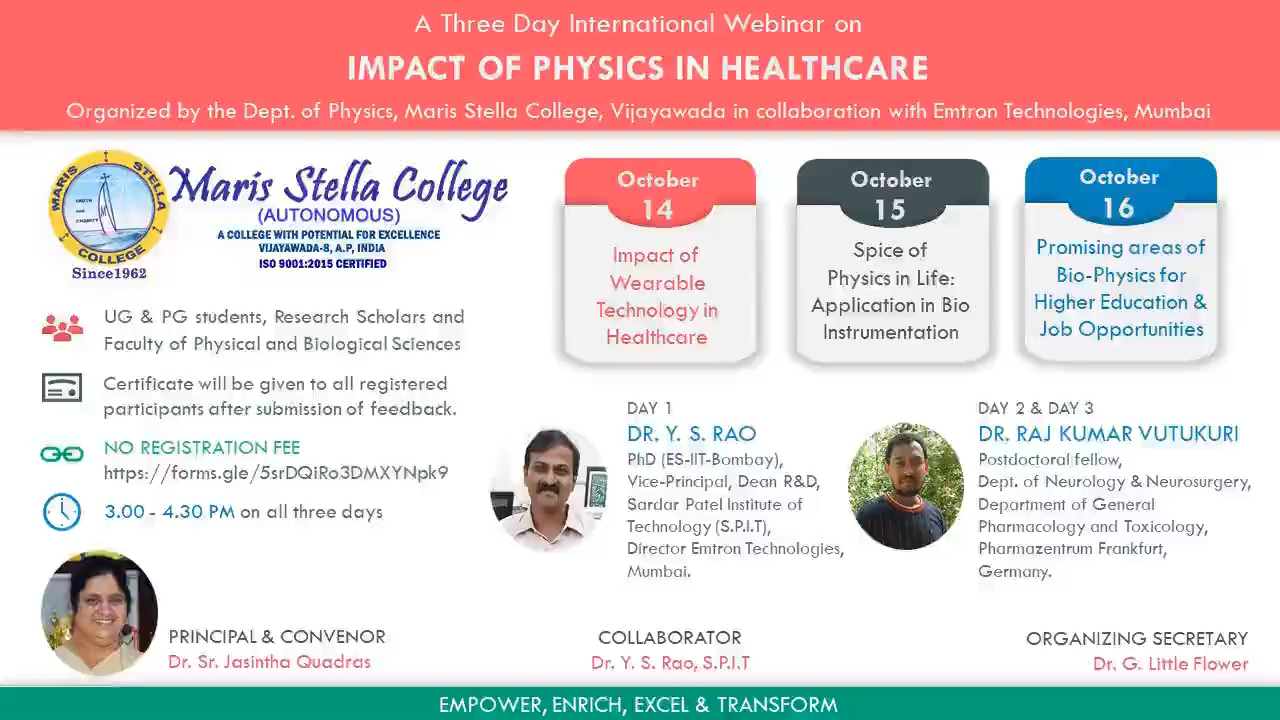 A Three Day International Webinar on
IMPACT OF PHYSICS IN HEALTHCARE
Organized by the Dept. of Physics, Maris Stella College, Vijayawada in collaboration with Emtron Technologies, Mumbai
MARIS STELLA
COLLEGE
TRUTH
AND
CHARITY
Since1962
Maris Stella College
(AUTONOMOUS)
A COLLEGE WITH POTENTIAL FOR EXCELLENCE
VIJAYAWADA-8, A.P, INDIA
ISO 9001:2015 CERTIFIED
October
14
Impact of
Wearable
Technology in
Healthcare
October
15
Spice of
Physics in Life:
Application in Bio
Instrumentation
October
16
Promising areas of
Bio-Physics for
Higher Education &
Job Opportunities
UG & PG students, Research Scholars and
Faculty of Physical and Biological Sciences
Certificate will be given to all registered
participants after submission of feedback.
NO REGISTRATION FEE
https://forms.gle/5srDQiRo3DMXYNpk9
3.00 - 4.30 PM on all three days
DAY 1
DR. Y. S. RAO
PhD (ES-IIT-Bombay),
Vice-Principal, Dean R&D,
Sardar Patel Institute of
Technology (S.P.I.T),
Director Emtron Technologies,
Mumbai.
DAY 2 & DAY 3
DR. RAJ KUMAR VUTUKURI
Postdoctoral fellow,
Dept. of Neurology & Neurosurgery,
Department of General
Pharmacology and Toxicology,
Pharmazentrum Frankfurt,
Germany.
PRINCIPAL & CONVENOR
Dr. Sr. Jasintha Quadras
COLLABORATOR
Dr. Y. S. Rao, S.P.I.T
ORGANIZING SECRETARY
Dr. G. Little Flower
EMPOWER, ENRICH, EXCEL & TRANSFORM